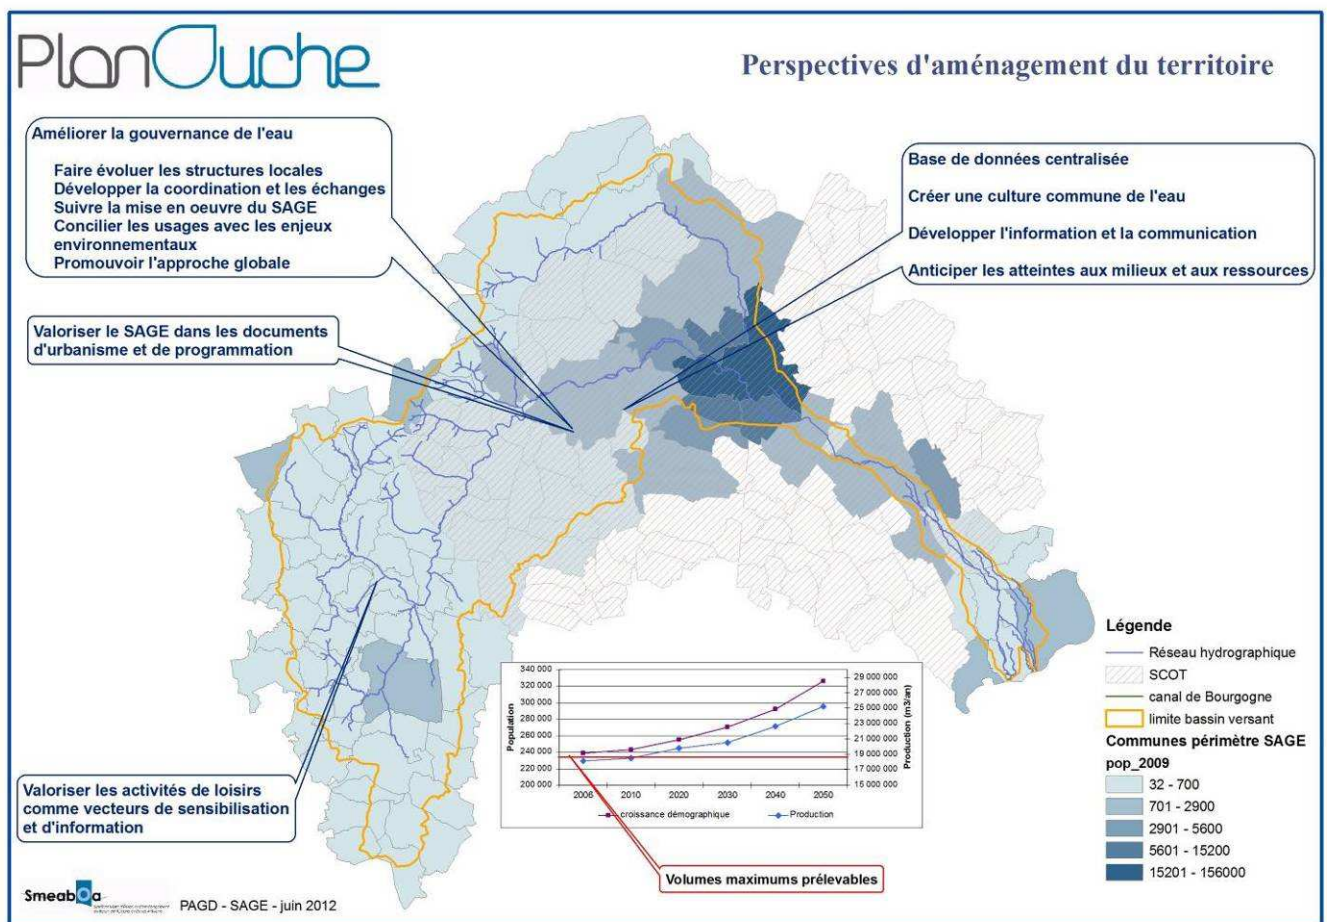 PlanOuche
Perspectives d'aménagement du territoire
Améliorer la gouvernance de l'eau
Faire évoluer les structures locales
Développer la coordination et les échanges
Suivre la mise en oeuvre du SAGE
Concilier les usages avec les enjeux
environnementaux
Promouvoir l'approche globale
Valoriser le SAGE dans les documents
d'urbanisme et de programmation
Base de données centralisée
Créer une culture commune de l'eau
Développer l'information et la communication
Anticiper les atteintes aux milieux et aux ressources
Valoriser les activités de loisirs
comme vecteurs de sensibilisation
et d'information
Population
340 000
320 000
300 000
280 000
260 000
240 000
220 000
200 000
29 000 000
27 000 000
25 000 000
23 000 000
21 000 000
19 000 000
17 000 000
15 000 000
Production (m3/an)
2006 2010 2020 2030 2040 2050
croissance démographique Production
Volumes maximums prélevables
Légende
Réseau hydrographique
SCOT
canal de Bourgogne
limite bassin versant
Communes périmètre SAGE
pop_2009
32 - 700
701 - 2900
2901 - 5600
5601 - 15200
15201 - 156000
Smeaboa
PAGD - SAGE - juin 2012